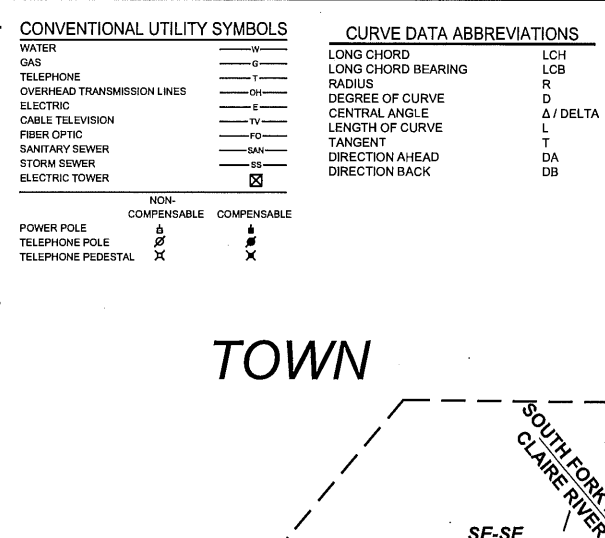 CONVENTIONAL UTILITY SYMBOLS
WATER W
GAS G
TELEPHONE T
OVERHEAD TRANSMISSION LINES OH
ELECTRIC E
CABLE TELEVISION TV
FIBER OPTIC FO
SANITARY SEWER SAN
STORM SEWER SS
ELECTRIC TOWER
NON-
COMPENSABLE COMPENSABLE
POWER POLE
TELEPHONE POLE
TELEPHONE PEDESTAL
CURVE DATA ABBREVIATIONS
LONG CHORD LCH
LONG CHORD BEARING LCB
RADIUS R
DEGREE OF CURVE D
CENTRAL ANGLE Δ / DELTA
LENGTH OF CURVE L
TANGENT T
DIRECTION AHEAD DA
DIRECTION BACK DB
TOWN
SOUTH FORK
CLAIRE RIVER
SE-SE